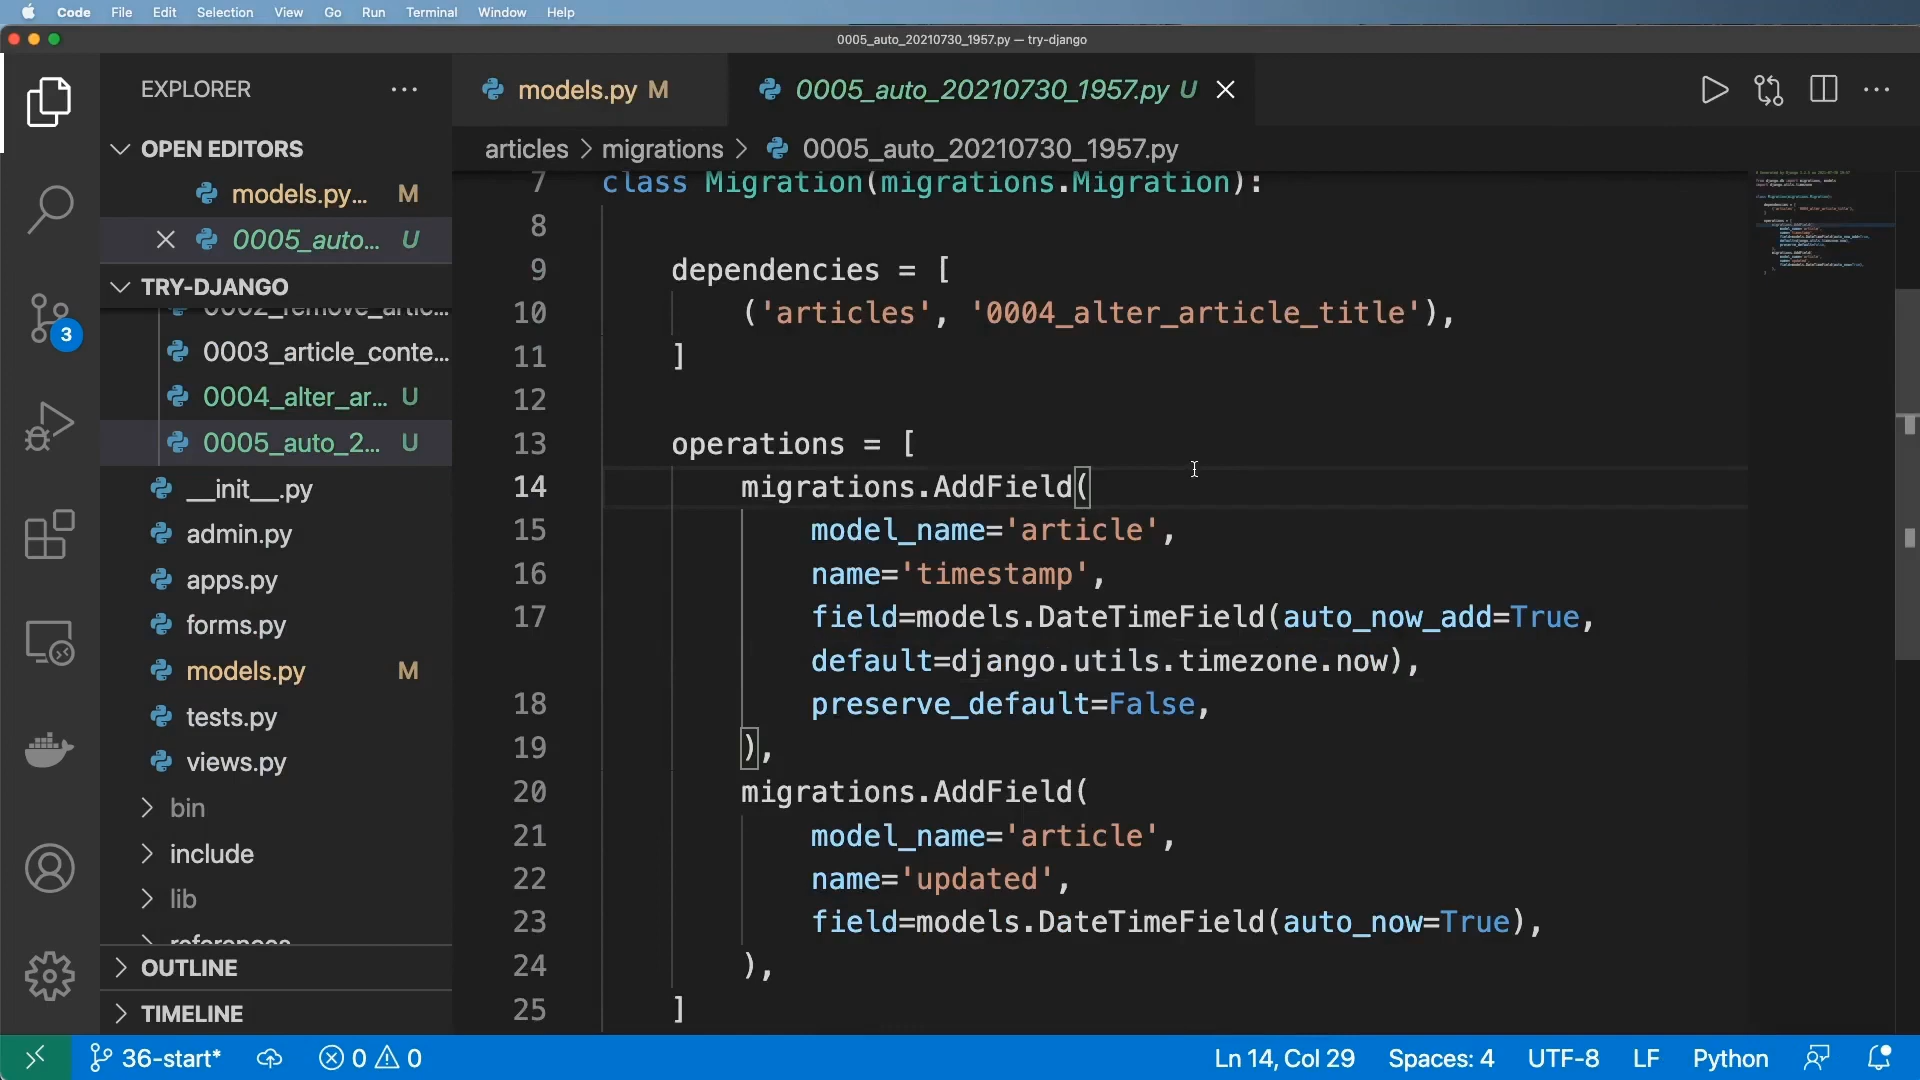 Code File Edit Selection View Go Run Terminal Window Help
0005_auto_20210730_1957.py — try-django
EXPLORER
OPEN EDITORS
models.py... M
0005_auto... U
TRY-DJANGO
0002_remove_artic...
0003_article_conte...
0004_alter_ar... U
0005_auto_2... U
__init__.py
admin.py
apps.py
forms.py
models.py M
tests.py
views.py
bin
include
lib
references
OUTLINE
TIMELINE
3
models.py M
0005_auto_20210730_1957.py U
articles > migrations > 0005_auto_20210730_1957.py
7 class Migration(migrations.Migration):
8
9 dependencies = [
10 ('articles', '0004_alter_article_title'),
11 ]
12
13 operations = [
14 migrations.AddField(
15 model_name='article',
16 name='timestamp',
17 field=models.DateTimeField(auto_now_add=True,
default=django.utils.timezone.now),
18 preserve_default=False,
19 ),
20 migrations.AddField(
21 model_name='article',
22 name='updated',
23 field=models.DateTimeField(auto_now=True),
24 ),
25 ]
36-start* 0 0 Ln 14, Col 29 Spaces: 4 UTF-8 LF Python